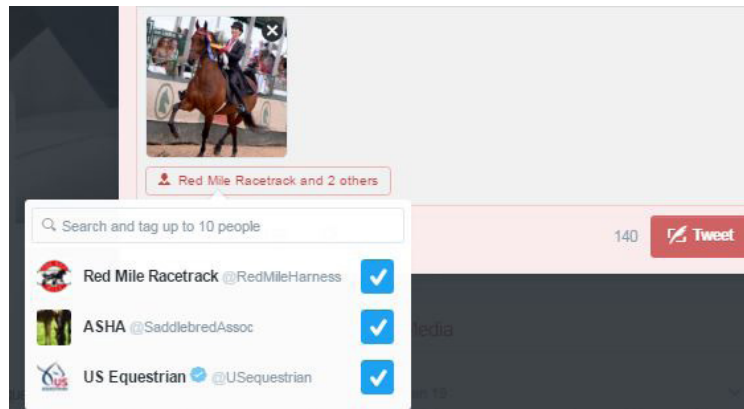 Red Mile Racetrack and 2 others
Search and tag up to 10 people
140 Tweet
Red Mile Racetrack @RedMileHarness
ASHA @SaddlebredAssoc
edia
US Equestrian @USequestrian